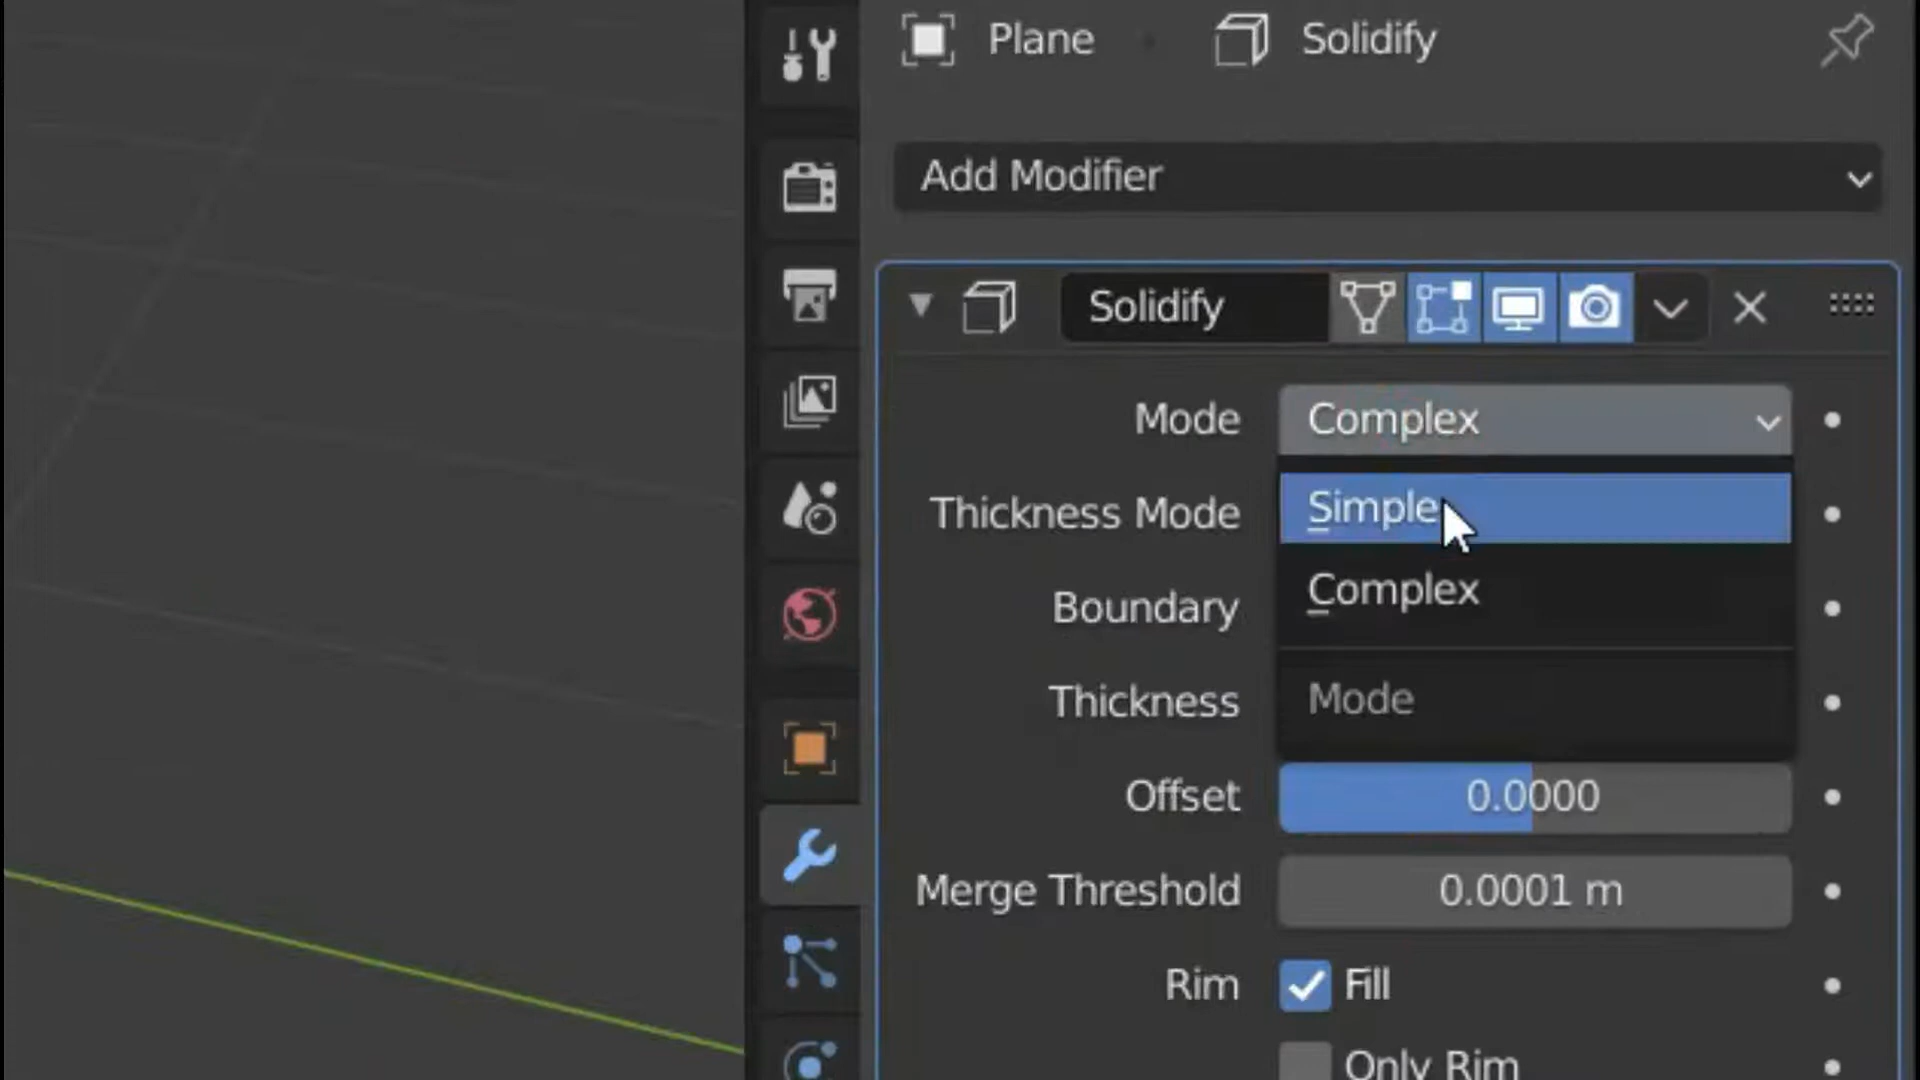 Plane Solidify
Add Modifier
Solidify
Mode Complex
Simple
Thickness Mode
Complex
Boundary
Mode
Thickness
Offset 0.0000
Merge Threshold 0.0001 m
Rim Fill
Only Rim